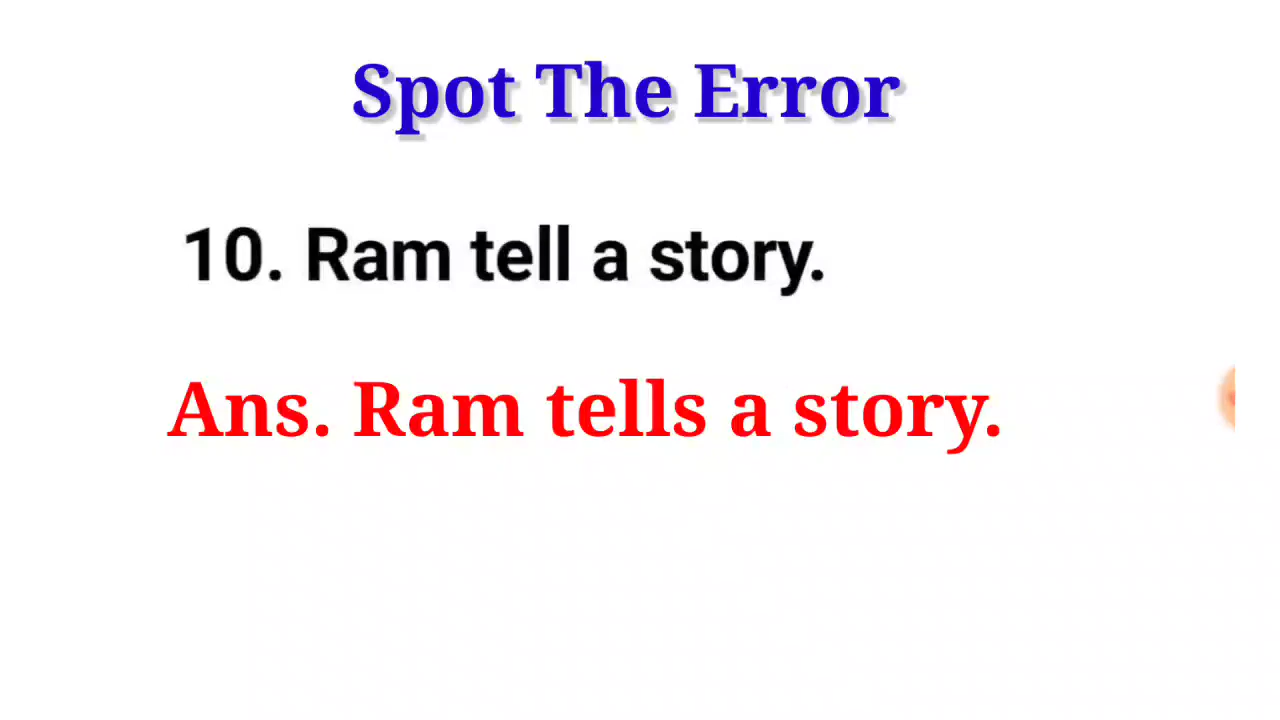 Spot The Error
10. Ram tell a story.
Ans. Ram tells a story.